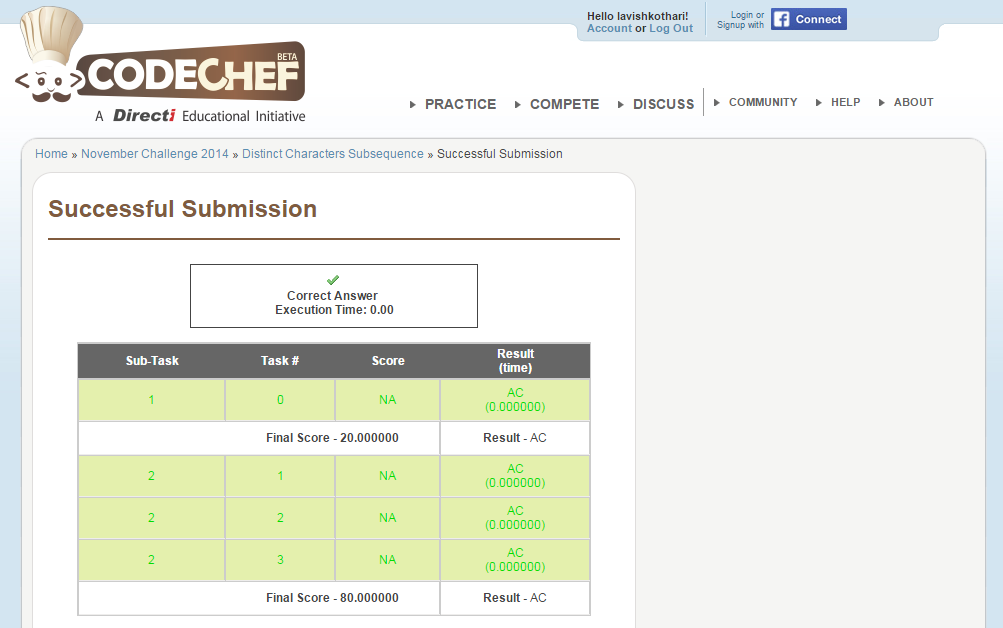 Hello lavishkothari!
Account or Log Out
Login or
Signup with
Connect
BETA
CODECHEF
A Directi Educational Initiative
PRACTICE COMPETE DISCUSS COMMUNITY HELP ABOUT
Home » November Challenge 2014 » Distinct Characters Subsequence » Successful Submission
Successful Submission
Correct Answer
Execution Time: 0.00
Sub-Task Task # Score Result
(time)
1 0 NA AC
(0.000000)
Final Score - 20.000000 Result - AC
2 1 NA AC
(0.000000)
2 2 NA AC
(0.000000)
2 3 NA AC
(0.000000)
Final Score - 80.000000 Result - AC